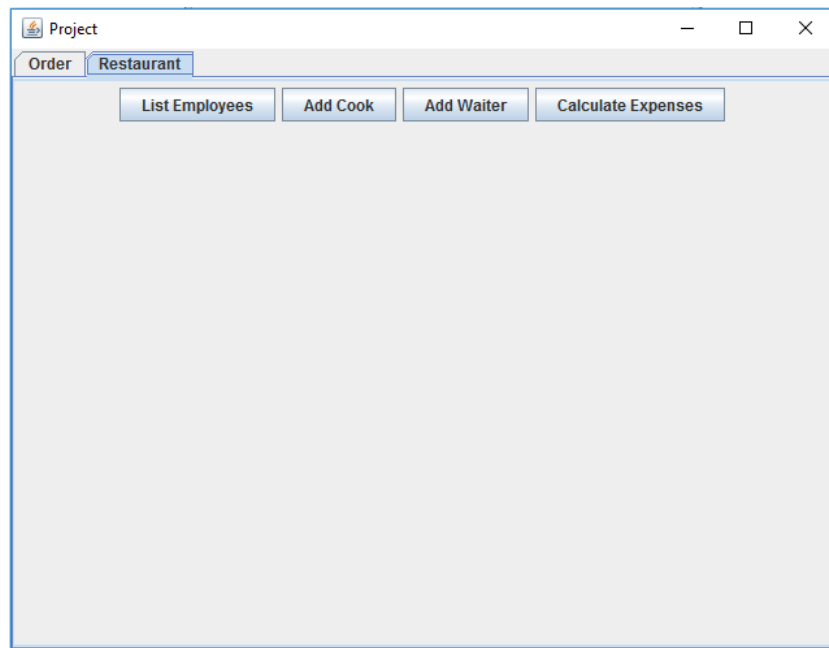 Project
Order Restaurant
List Employees Add Cook Add Waiter Calculate Expenses